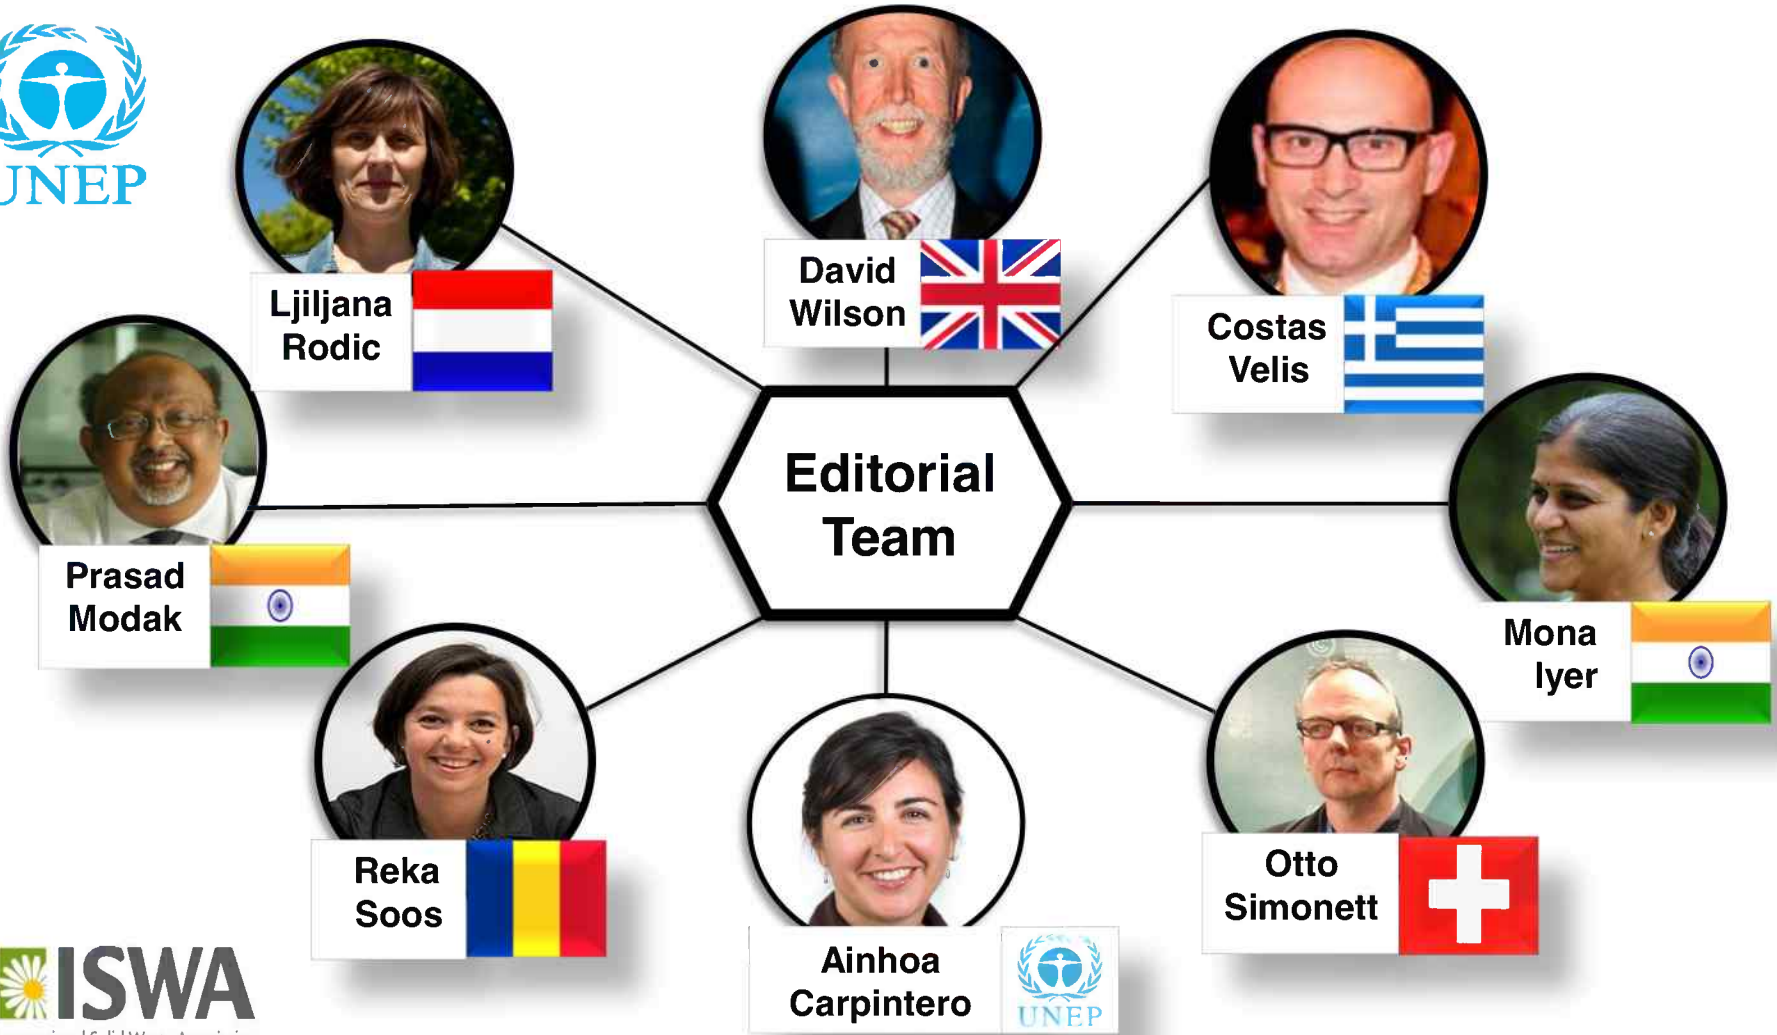 UNEP
Ljiljana
Rodic
David
Wilson
Costas
Velis
Editorial
Team
Prasad
Modak
Mona
Iyer
Reka
Soos
Otto
Simonett
Ainhoa
Carpintero
UNEP
ISWA